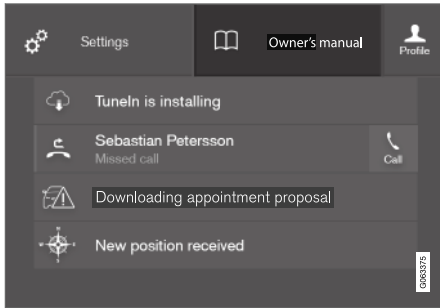 Settings
Owner's manual
Profile
TuneIn is installing
Sebastian Petersson
Missed call
Call
Downloading appointment proposal
New position received
G063375